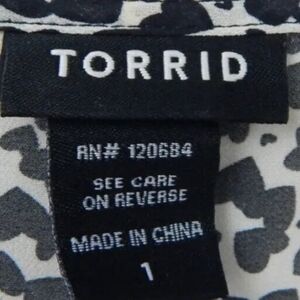 TORRID
RN# 120684
SEE CARE
ON REVERSE
MADE IN CHINA
1